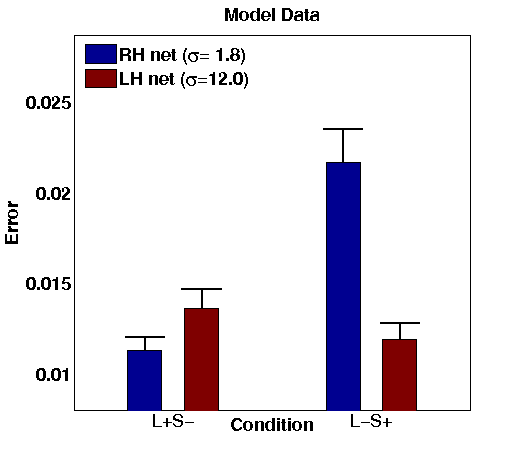 Model Data
RH net (σ= 1.8)
LH net (σ=12.0)
0.025
0.02
0.015
0.01
Error
L+S−
L−S+
Condition